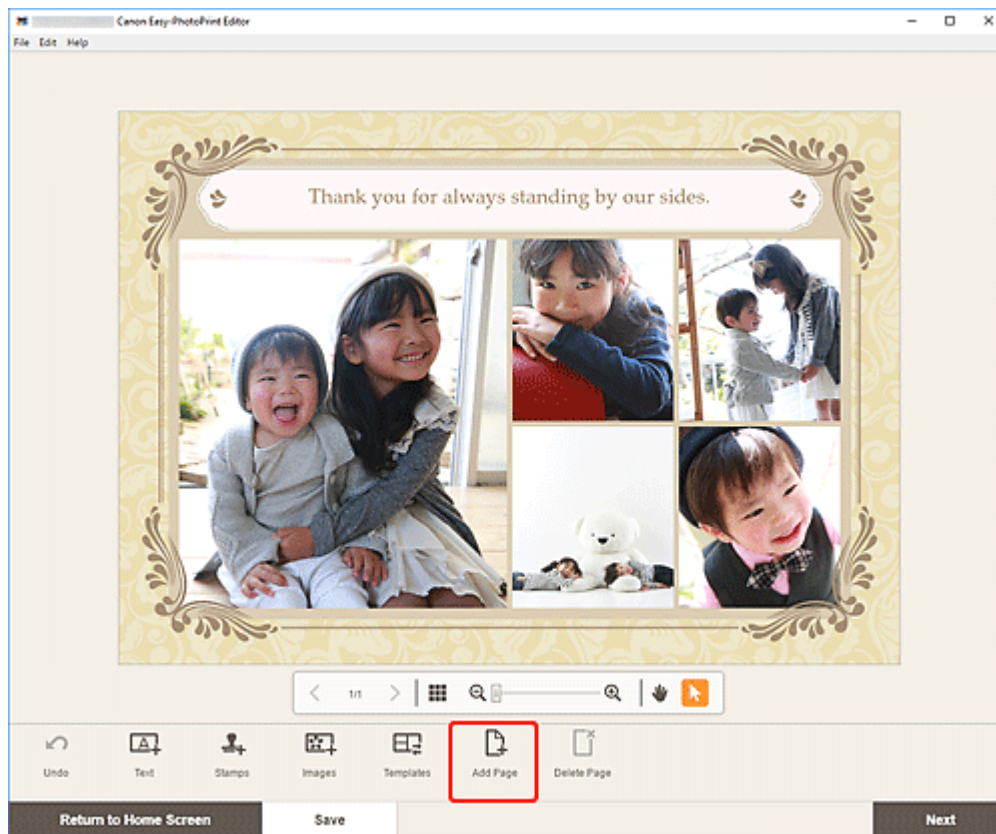 Canon Easy-PhotoPrint Editor
File Edit Help
Thank you for always standing by our sides.
1/1
Undo Text Stamps Images Templates Add Page Delete Page
Return to Home Screen Save Next